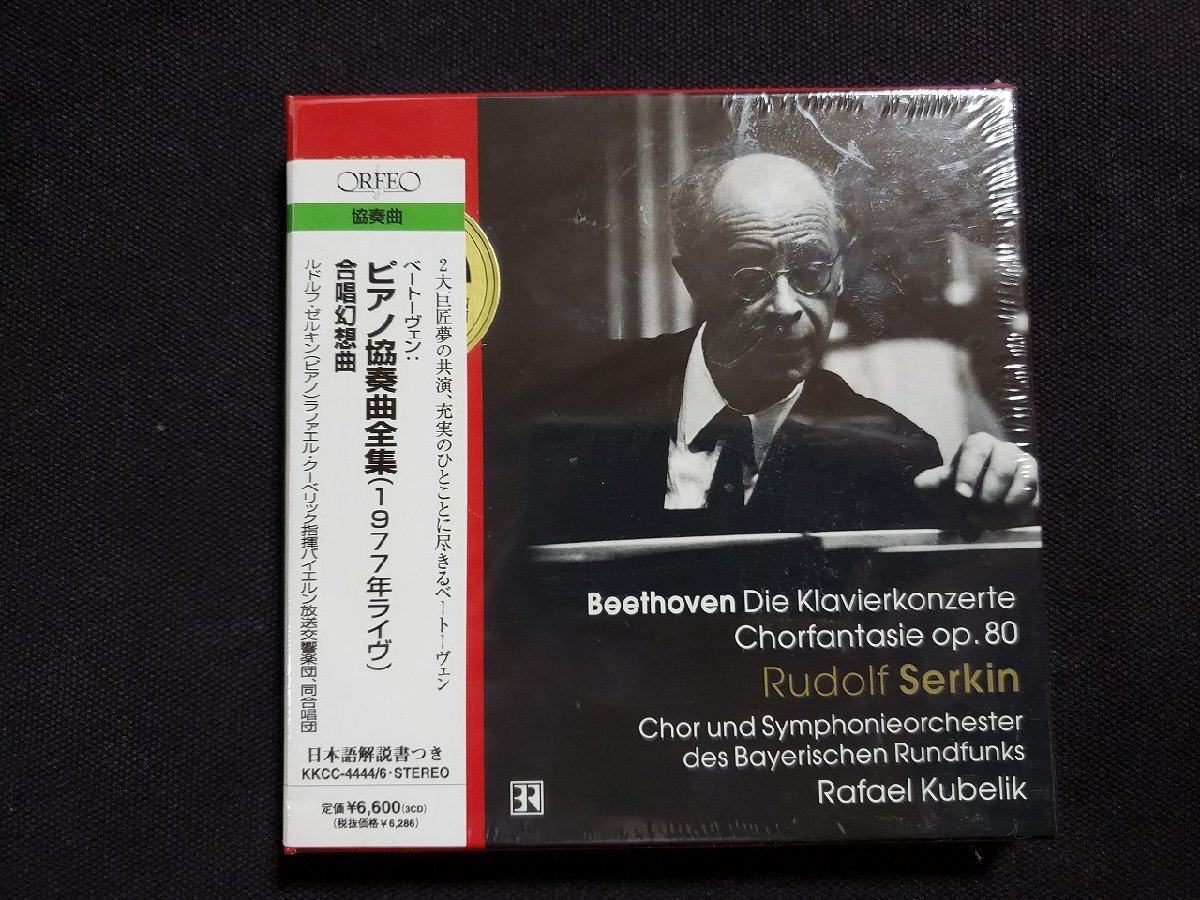 ORFEO
協奏曲
2大巨匠夢の共演、充実のひとことに尽きるベートーヴェン
ベートーヴェン:
ピアノ協奏曲全集(1977年ライヴ)
合唱幻想曲
ルドルフ・ゼルキン(ピアノ)ラファエル・クーベリック指揮バイエルン放送交響楽団、同合唱団
日本語解説書つき
KKCC-4444/6・STEREO
定価¥6,600(3CD)
(税抜価格¥6,286)
Beethoven Die Klavierkonzerte
Chorfantasie op.80
Rudolf Serkin
Chor und Symphonieorchester
des Bayerischen Rundfunks
Rafael Kubelik
BR